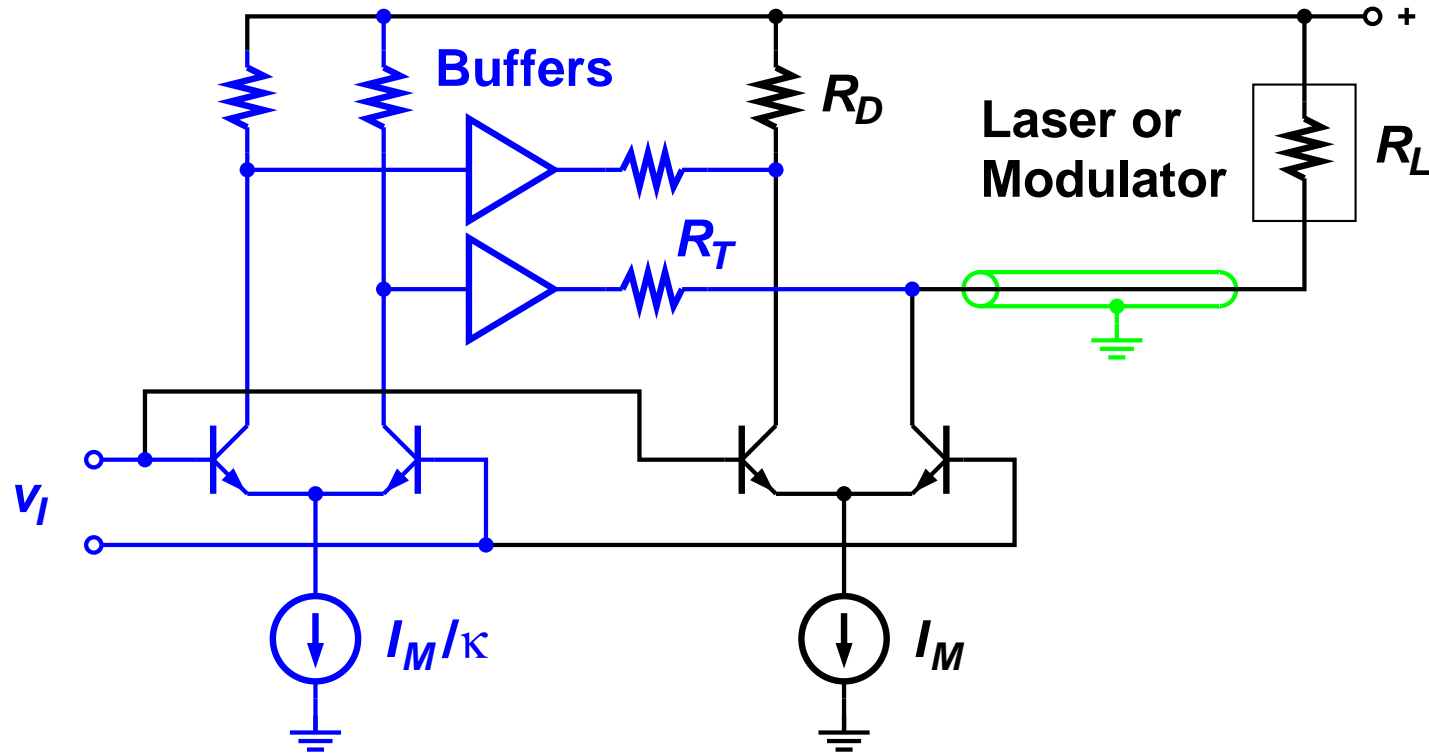 +
Buffers
R_D
Laser or
Modulator
R_L
R_T
v_I
I_M/κ
I_M